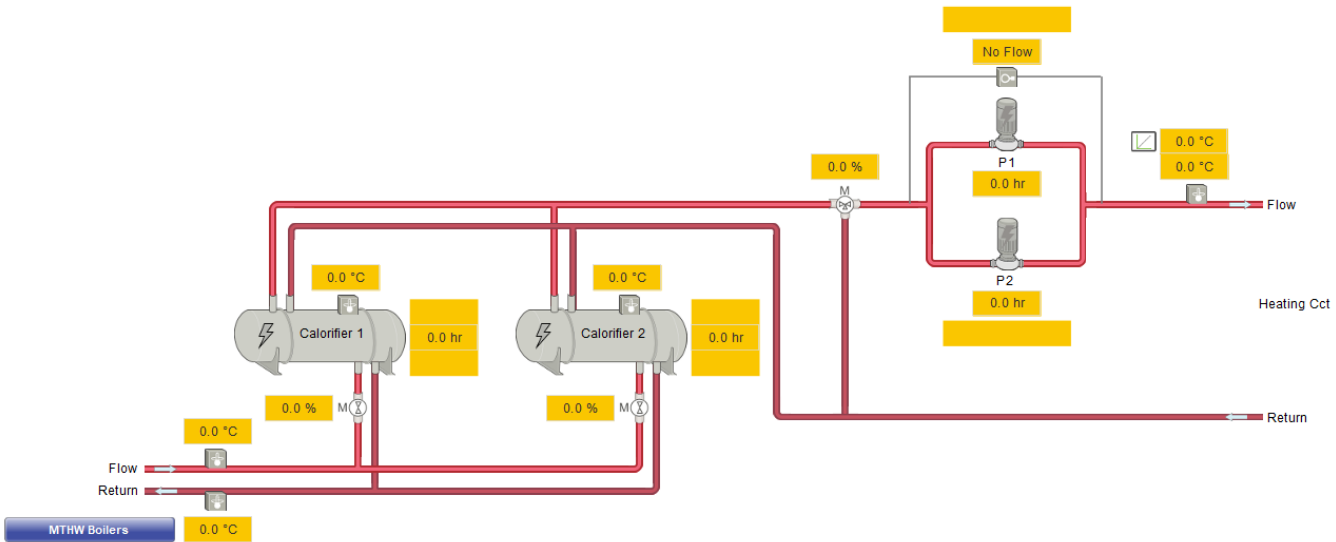 No Flow
0.0 °C
P1
0.0 %
0.0 °C
M
0.0 hr
Flow
0.0 °C
0.0 °C
P2
0.0 hr
Heating Cct
Calorifier 1
0.0 hr
Calorifier 2
0.0 hr
0.0 %
M
0.0 %
M
Return
0.0 °C
Flow
Return
MTHW Boilers
0.0 °C